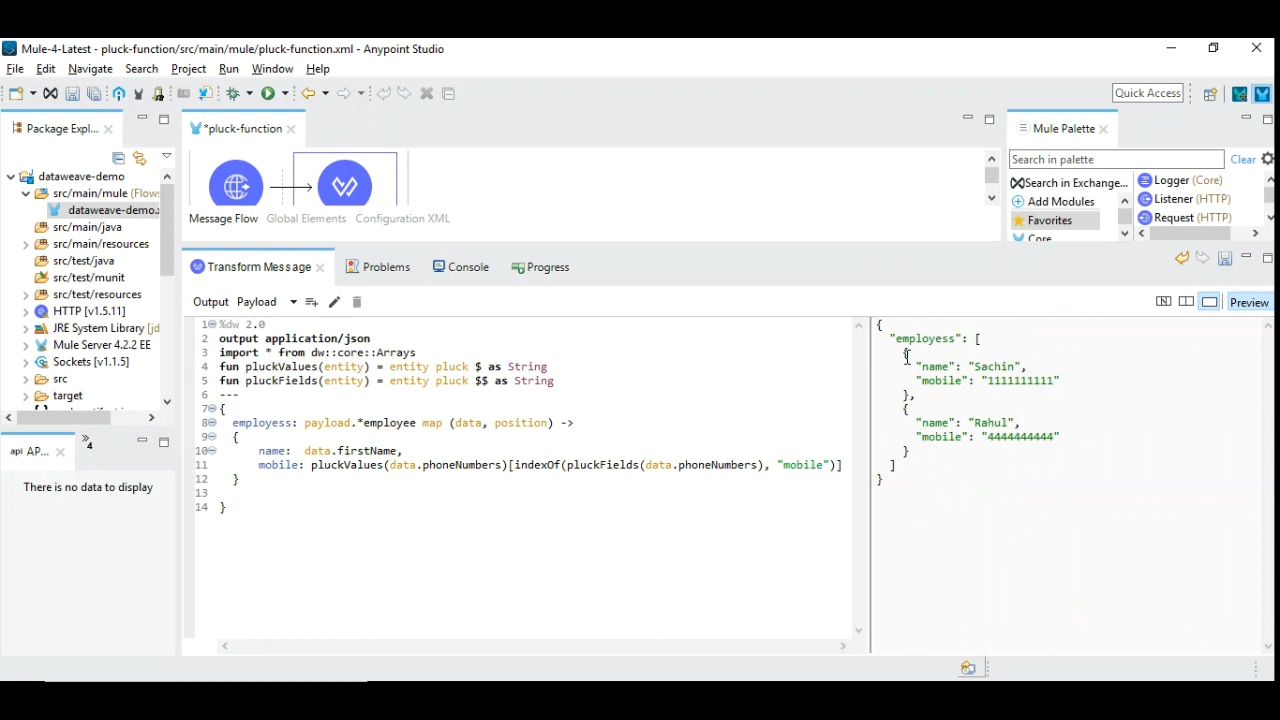 Mule-4-Latest - pluck-function/src/main/mule/pluck-function.xml - Anypoint Studio
File Edit Navigate Search Project Run Window Help
Quick Access
Package Expl...
dataweave-demo
src/main/mule (Flows
dataweave-demo.x
src/main/java
src/main/resources
src/test/java
src/test/munit
src/test/resources
HTTP [v1.5.11]
JRE System Library [jd
Mule Server 4.2.2 EE
Sockets [v1.1.5]
src
target
api AP...
4
There is no data to display
*pluck-function
Message Flow Global Elements Configuration XML
Mule Palette
Search in palette
Clear
Search in Exchange...
Add Modules
Favorites
Core
Logger (Core)
Listener (HTTP)
Request (HTTP)
Transform Message Problems Console Progress
Output Payload
Preview
1 %dw 2.0
2 output application/json
3 import * from dw::core::Arrays
4 fun pluckValues(entity) = entity pluck $ as String
5 fun pluckFields(entity) = entity pluck $$ as String
6 ---
7 {
8 employess: payload.*employee map (data, position) ->
9 {
10 name: data.firstName,
11 mobile: pluckValues(data.phoneNumbers)[indexOf(pluckFields(data.phoneNumbers), "mobile")]
12 }
13
14 }
{
"employess": [
{
"name": "Sachin",
"mobile": "1111111111"
},
{
"name": "Rahul",
"mobile": "4444444444"
}
]
}